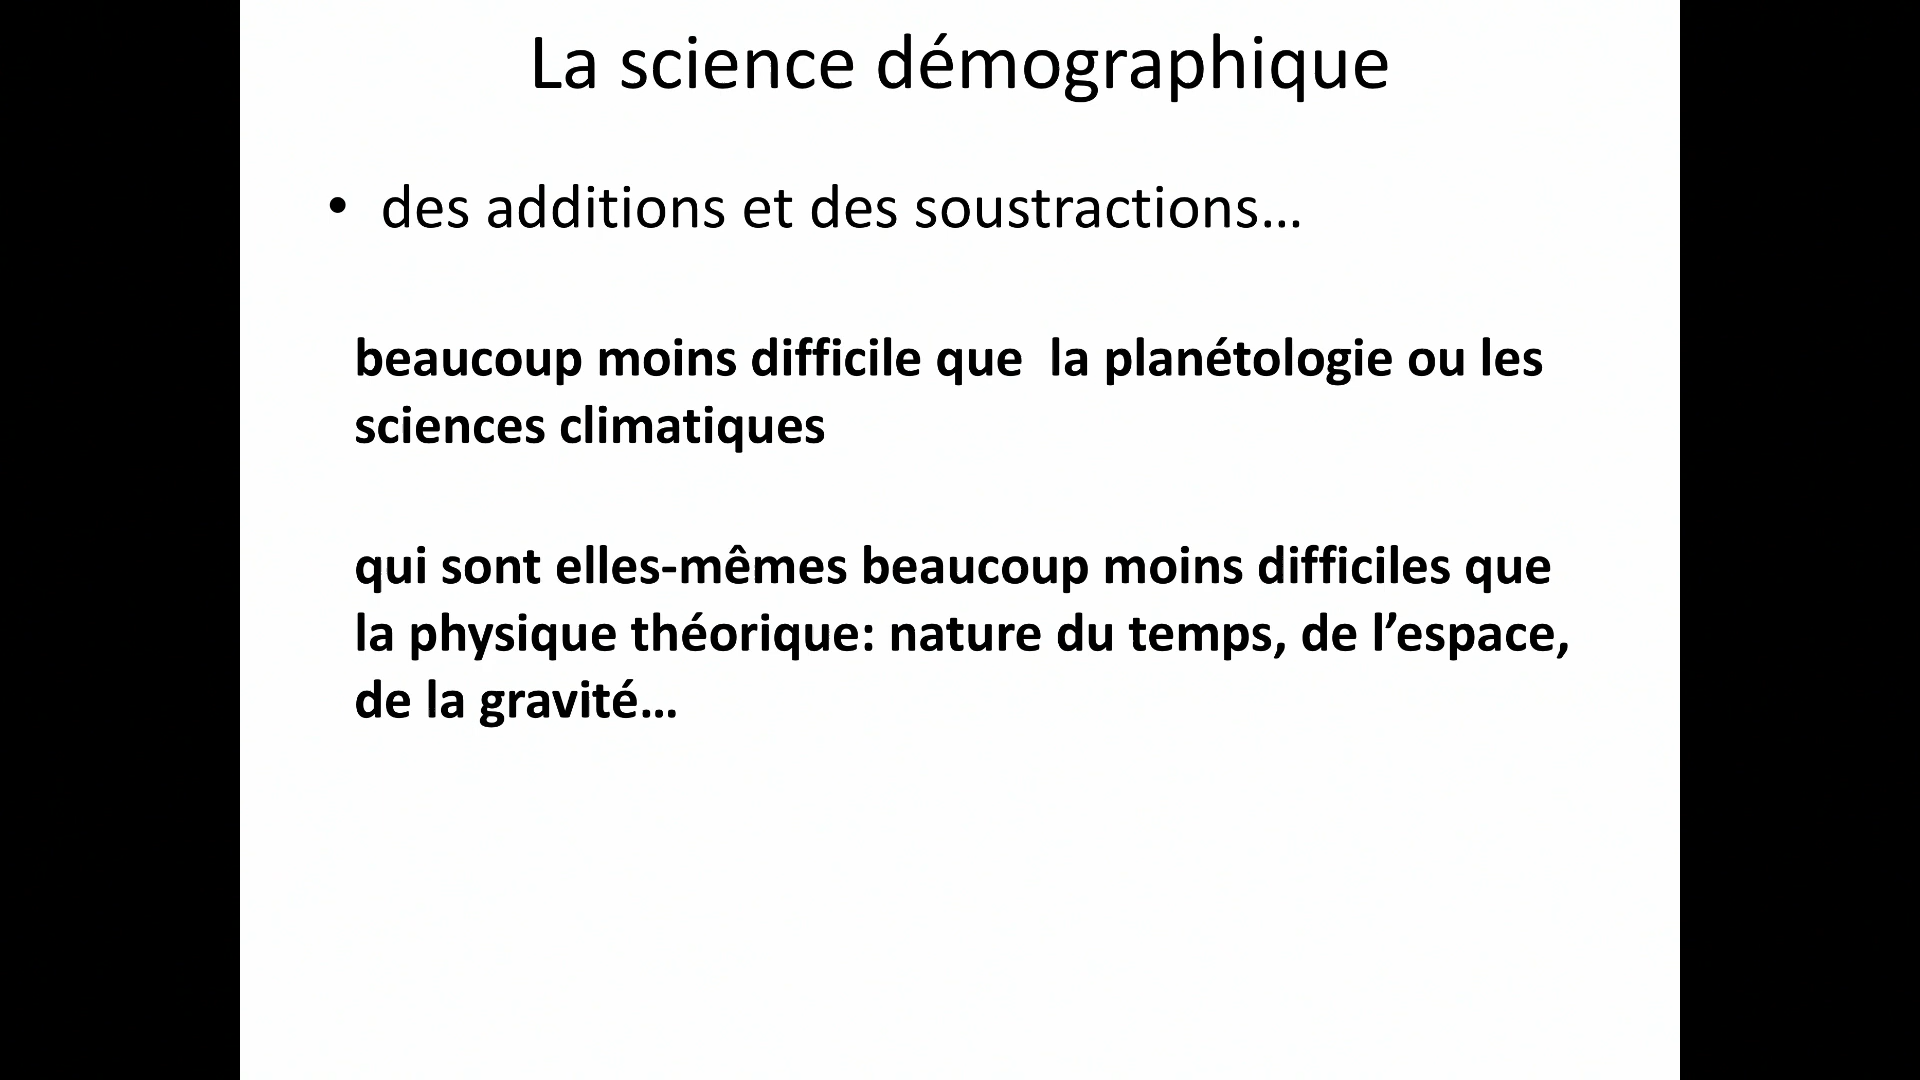 La science démographique
• des additions et des soustractions…
beaucoup moins difficile que  la planétologie ou les
sciences climatiques
qui sont elles-mêmes beaucoup moins difficiles que
la physique théorique: nature du temps, de l’espace,
de la gravité…